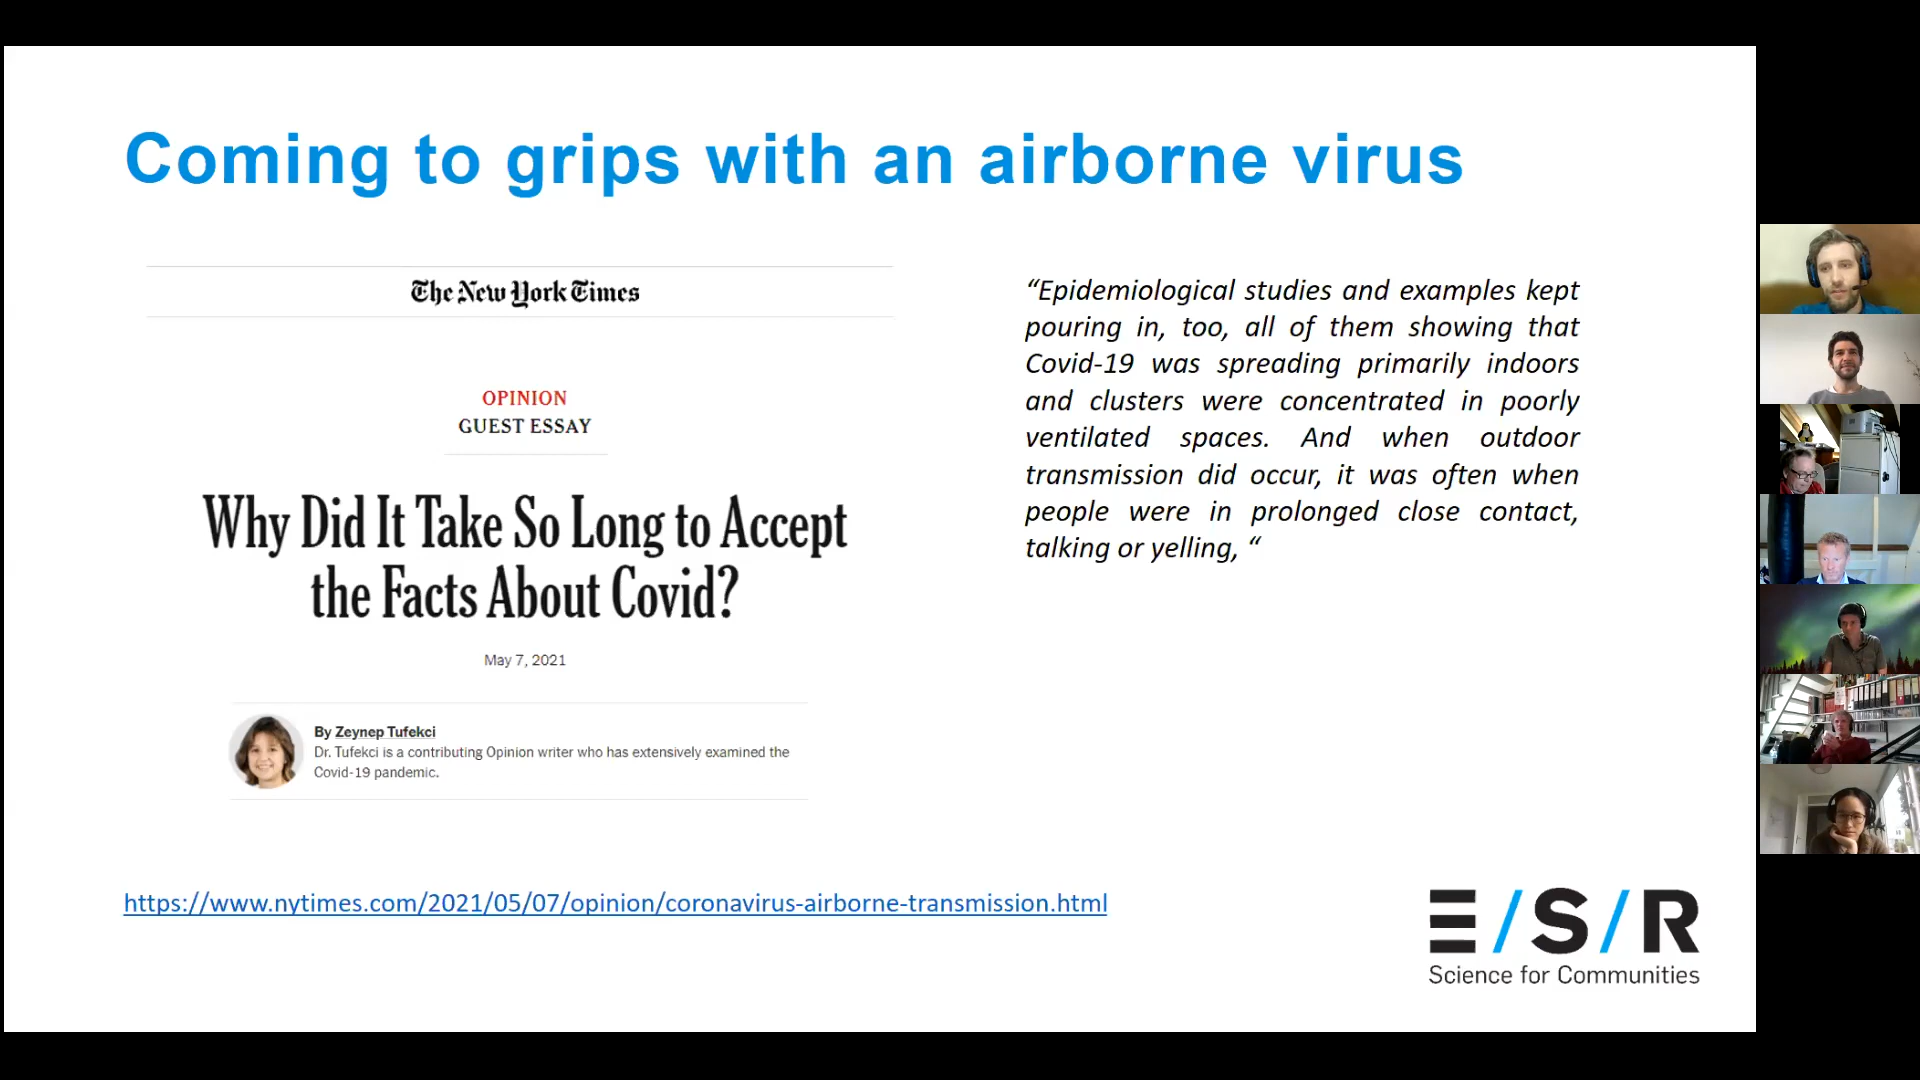 Coming to grips with an airborne virus
The New York Times
OPINION
GUEST ESSAY
Why Did It Take So Long to Accept
the Facts About Covid?
May 7, 2021
By Zeynep Tufekci
Dr. Tufekci is a contributing Opinion writer who has extensively examined the
Covid-19 pandemic.
“Epidemiological studies and examples kept
pouring in, too, all of them showing that
Covid-19 was spreading primarily indoors
and clusters were concentrated in poorly
ventilated spaces. And when outdoor
transmission did occur, it was often when
people were in prolonged close contact,
talking or yelling, “
https://www.nytimes.com/2021/05/07/opinion/coronavirus-airborne-transmission.html
E/S/R
Science for Communities